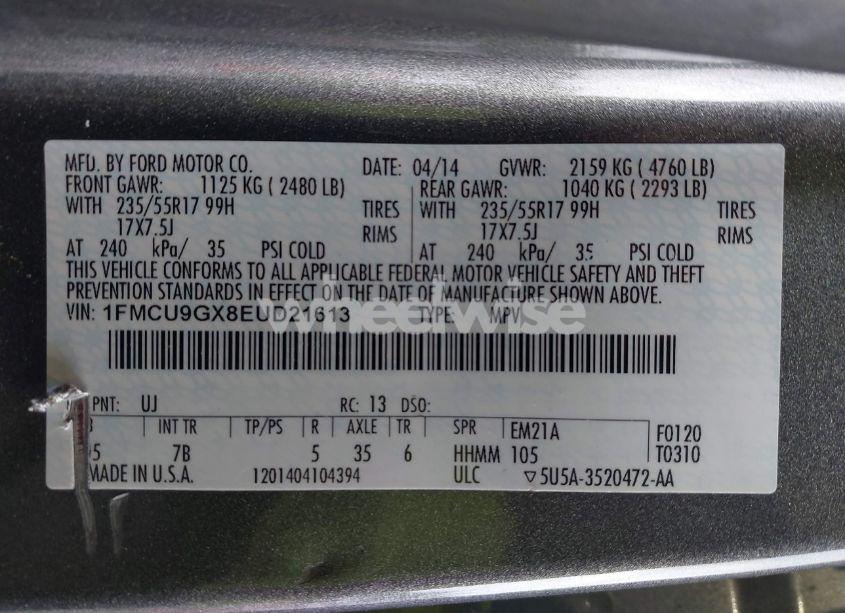 MFD. BY FORD MOTOR CO. DATE: 04/14 GVWR: 2159 KG ( 4760 LB)
FRONT GAWR: 1125 KG ( 2480 LB) REAR GAWR: 1040 KG ( 2293 LB)
WITH 235/55R17 99H TIRES WITH 235/55R17 99H TIRES
17X7.5J RIMS 17X7.5J RIMS
AT 240 kPa/ 35 PSI COLD AT 240 kPa/ 35 PSI COLD
THIS VEHICLE CONFORMS TO ALL APPLICABLE FEDERAL MOTOR VEHICLE SAFETY AND THEFT
PREVENTION STANDARDS IN EFFECT ON THE DATE OF MANUFACTURE SHOWN ABOVE.
VIN: 1FMCU9GX8EUD21613 TYPE: MPV
wheelwise
PNT: UJ RC: 13 DSO:
INT TR TP/PS R AXLE TR SPR EM21A F0120
5 7B 5 35 6 HHMM 105 T0310
MADE IN U.S.A. 1201404104394 ULC ▽5U5A-3520472-AA